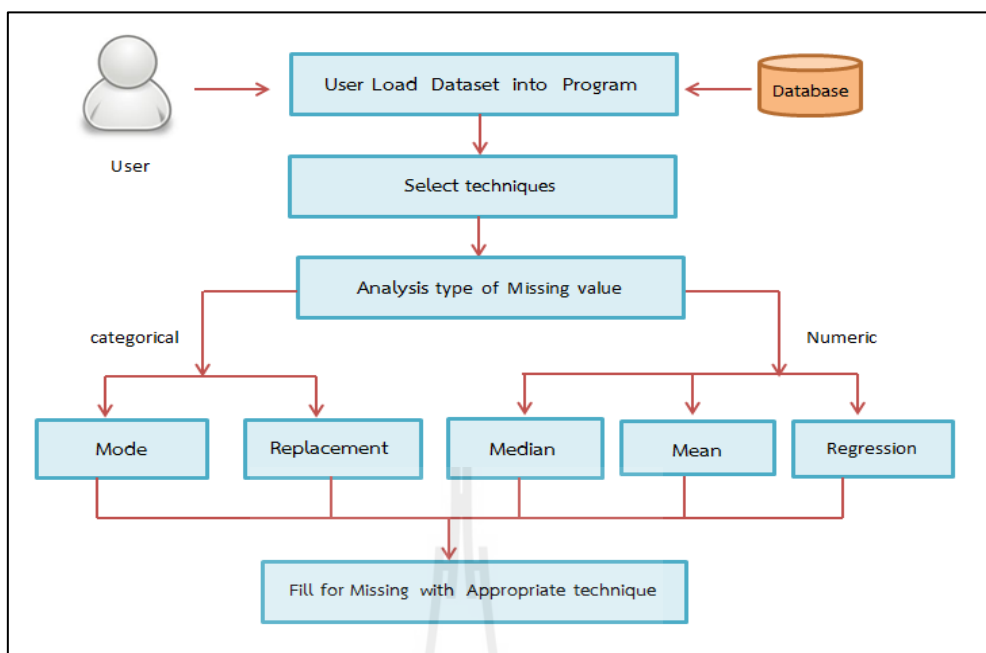 User Load Dataset into Program
Database
User
Select techniques
Analysis type of Missing value
categorical
Numeric
Mode
Replacement
Median
Mean
Regression
Fill for Missing with Appropriate technique